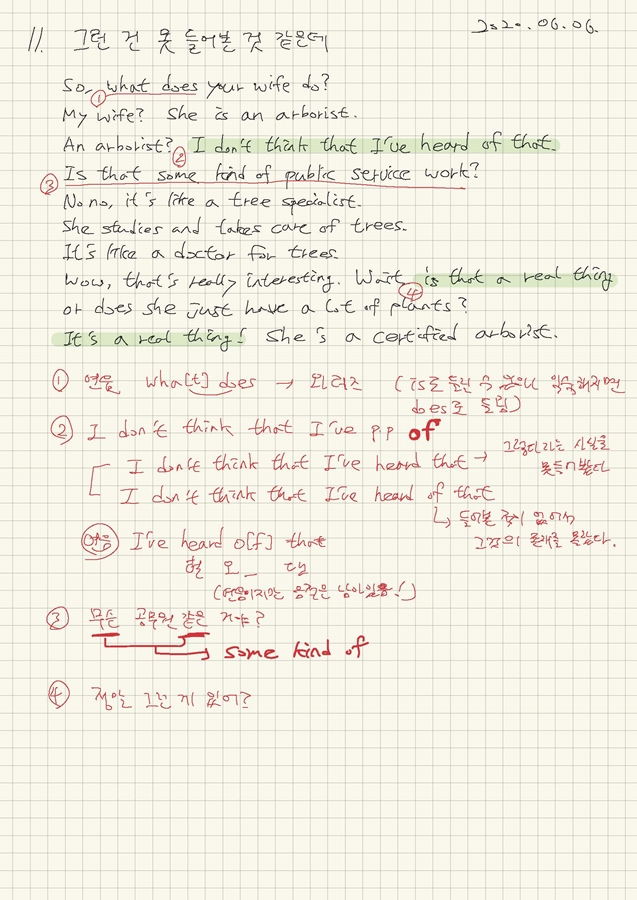 11. 그런 건 못 들어본 것 같은데
2020.06.06.
So, what does your wife do?
①
My wife? She is an arborist.
An arborist? I don't think that I've heard of that.
②
③ Is that some kind of public service work?
No no, it's like a tree specialist.
She studies and takes care of trees.
It's like a doctor for trees.
Wow, that's really interesting. Wait, is that a real thing
④
or does she just have a lot of plants?
It's a real thing! She's a certified arborist.
① 연음 wha[t] does → 와러즈 (is로 들릴 수 있으니 익숙해지면
does로 들림)
② I don't think that I've p.p of
I don't think that I've heard that → 그렇다라는 사실을
못들어봤다
I don't think that I've heard of that
↳ 들어본 적이 없어서
그것의 존재를 몰랐다.
연음 I've heard o[f] that
헐 오_ 댙
(연음이지만 음절은 남아있음!)
③ 무슨 공무원 같은 거야?
some kind of
④ 정말 그런 게 있어?